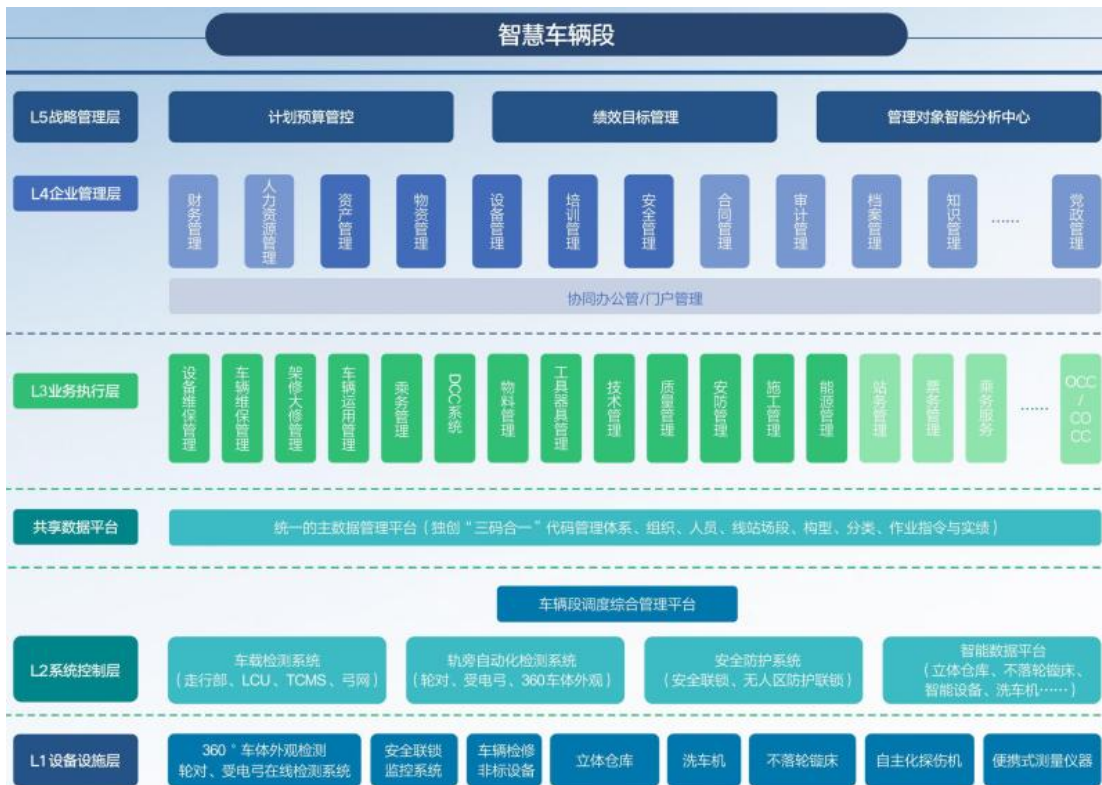 智慧车辆段
L5战略管理层
计划预算管控
绩效目标管理
管理对象智能分析中心
L4企业管理层
财务管理
人力资源管理
资产管理
物资管理
设备管理
培训管理
安全管理
合同管理
审计管理
档案管理
知识管理
……
党政管理
协同办公管/门户管理
L3业务执行层
设备维保管理
车辆维保管理
架修大修管理
车辆运用管理
乘务管理
DCC系统
物料管理
工具器具管理
技术管理
质量管理
安防管理
施工管理
能源管理
站务管理
票务管理
乘务服务
……
OCC
/
CO
CC
共享数据平台
统一的主数据管理平台(独创“三码合一”代码管理体系、组织、人员、线站场段、构型、分类、作业指令与实绩)
车辆段调度综合管理平台
L2系统控制层
车载检测系统
(走行部、LCU、TCMS、弓网)
轨旁自动化检测系统
(轮对、受电弓、360车体外观)
安全防护系统
(安全联锁、无人区防护联锁)
智能数据平台
(立体仓库、不落轮镟床、
智能设备、洗车机……)
L1设备设施层
360°车体外观检测
轮对、受电弓在线检测系统
安全联锁
监控系统
车辆检修
非标设备
立体仓库
洗车机
不落轮镟床
自主化探伤机
便携式测量仪器